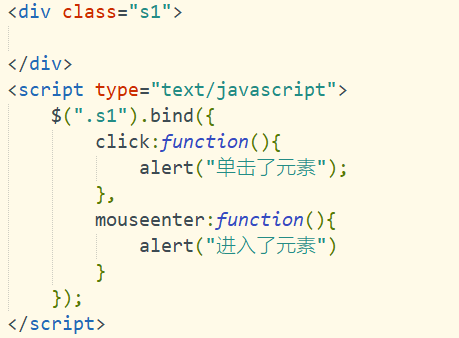 <div class="s1">
</div>
<script type="text/javascript">
$(".s1").bind({
click:function(){
alert("单击了元素");
},
mouseenter:function(){
alert("进入了元素")
}
});
</script>